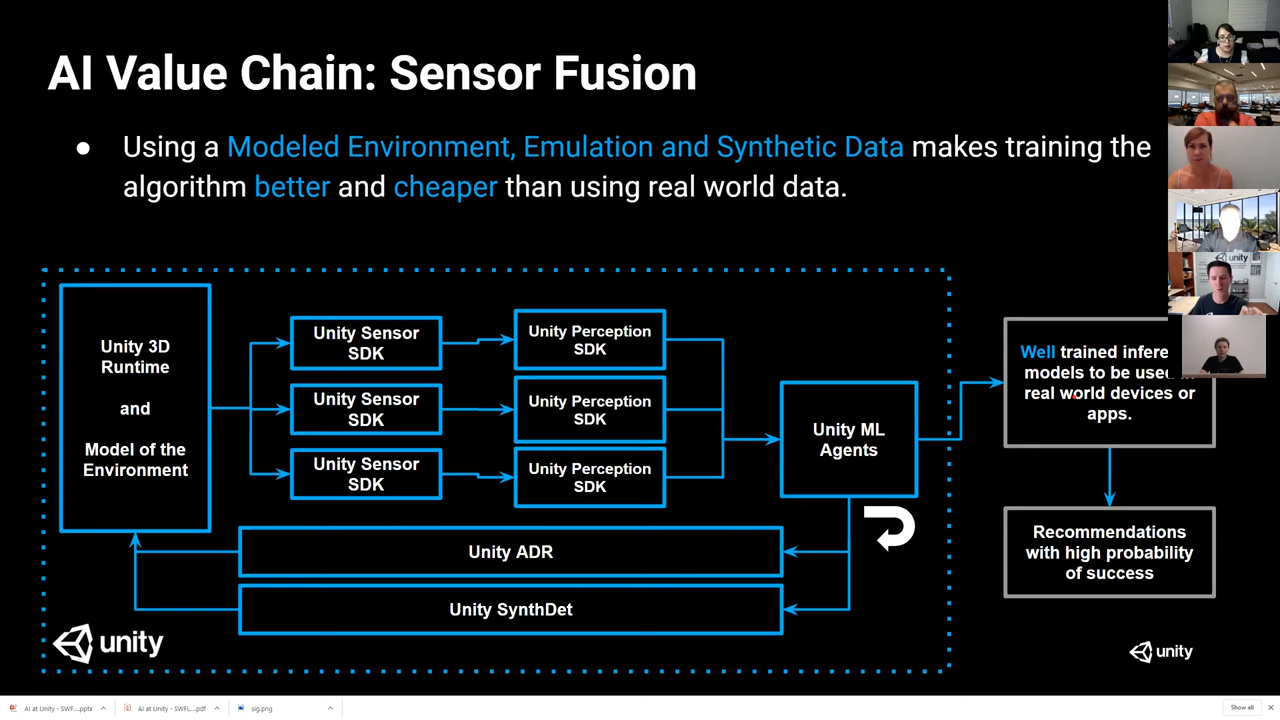 AI Value Chain: Sensor Fusion
● Using a Modeled Environment, Emulation and Synthetic Data makes training the
algorithm better and cheaper than using real world data.
Unity 3D
Runtime
and
Model of the
Environment
Unity Sensor
SDK
Unity Perception
SDK
Unity Sensor
SDK
Unity Perception
SDK
Unity Sensor
SDK
Unity Perception
SDK
Unity ML
Agents
Unity ADR
Unity SynthDet
Well trained infere
models to be used
real world devices or
apps.
Recommendations
with high probability
of success
unity
unity
unity
AI at Unity - SWF....pptx
AI at Unity - SWFL....pdf
sig.png
Show all